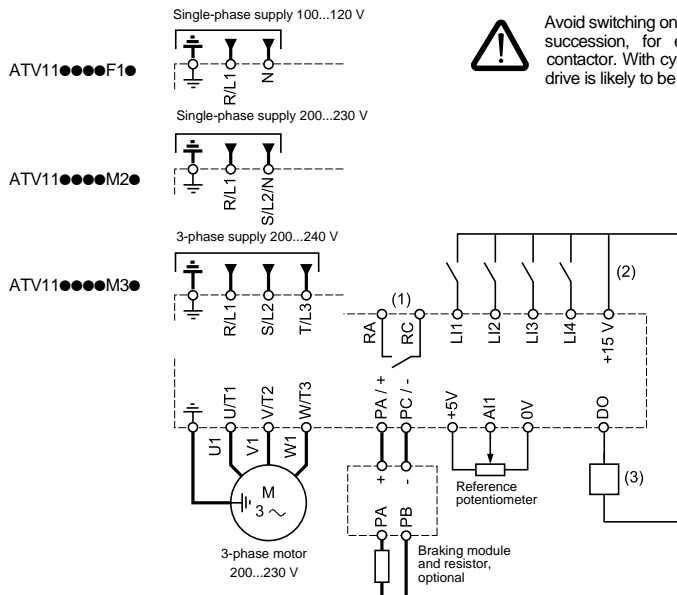 Single-phase supply 100...120 V
ATV11●●●●F1●
R/L1
N
Avoid switching on
succession, for e
contactor. With cy
drive is likely to be
Single-phase supply 200...230 V
ATV11●●●●M2●
R/L1
S/L2/N
3-phase supply 200...240 V
ATV11●●●●M3●
R/L1
S/L2
T/L3
(1)
(2)
RA
RC
LI1
LI2
LI3
LI4
+15 V
U/T1
V/T2
W/T3
PA / +
PC / -
+5V
AI1
0V
DO
U1
V1
W1
M
3
+
-
PA
PB
Reference
potentiometer
(3)
3-phase motor
200...230 V
Braking module
and resistor,
optional